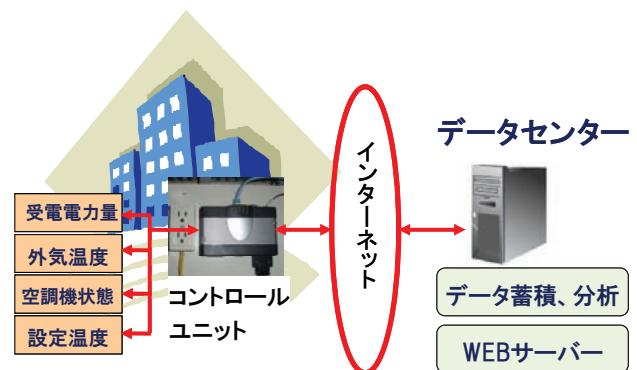 受電電力量
外気温度
空調機状態
設定温度
コントロール
ユニット
インターネット
データセンター
データ蓄積、分析
WEBサーバー